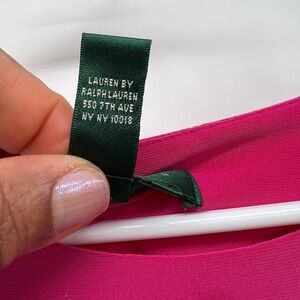 LAUREN BY
RALPH LAUREN
550 7TH AVE
NY NY 10018